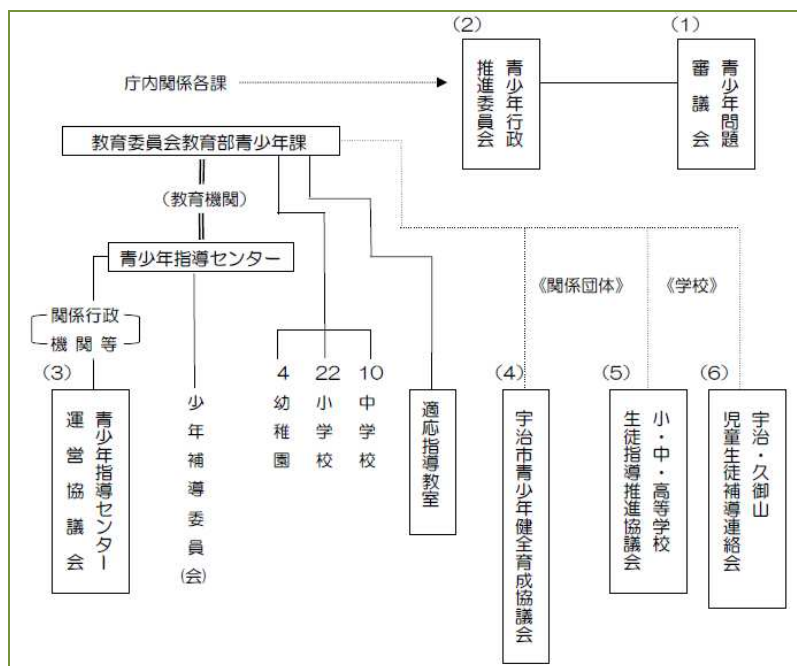 (2)
(1)
庁内関係各課
青少年行政
推進委員会
青少年問題
審議会
教育委員会教育部青少年課
(教育機関)
青少年指導センター
《関係団体》
《学校》
関係行政
機関等
4
幼稚園
22
小学校
10
中学校
(3)
青少年指導センター
運営協議会
少年補導委員(会)
適応指導教室
(4)
宇治市青少年健全育成協議会
(5)
小・中・高等学校
生徒指導推進協議会
(6)
宇治・久御山
児童生徒補導連絡会